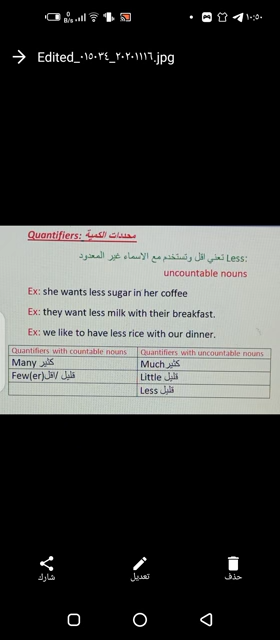 ١٠:٥٠
Edited_٢٠٢٠١١١٦_٠١٥٠٣٤.jpg
Quantifiers: محددات الكمية
Less: تعني اقل وتستخدم مع الاسماء غير المعدود
uncountable nouns
Ex: she wants less sugar in her coffee
Ex: they want less milk with their breakfast.
Ex: we like to have less rice with our dinner.
Quantifiers with countable nouns Quantifiers with uncountable nouns
Many كثير Much كثير
Few(er) قليل /اقل Little قليل
Less قليل
شارك تعديل حذف